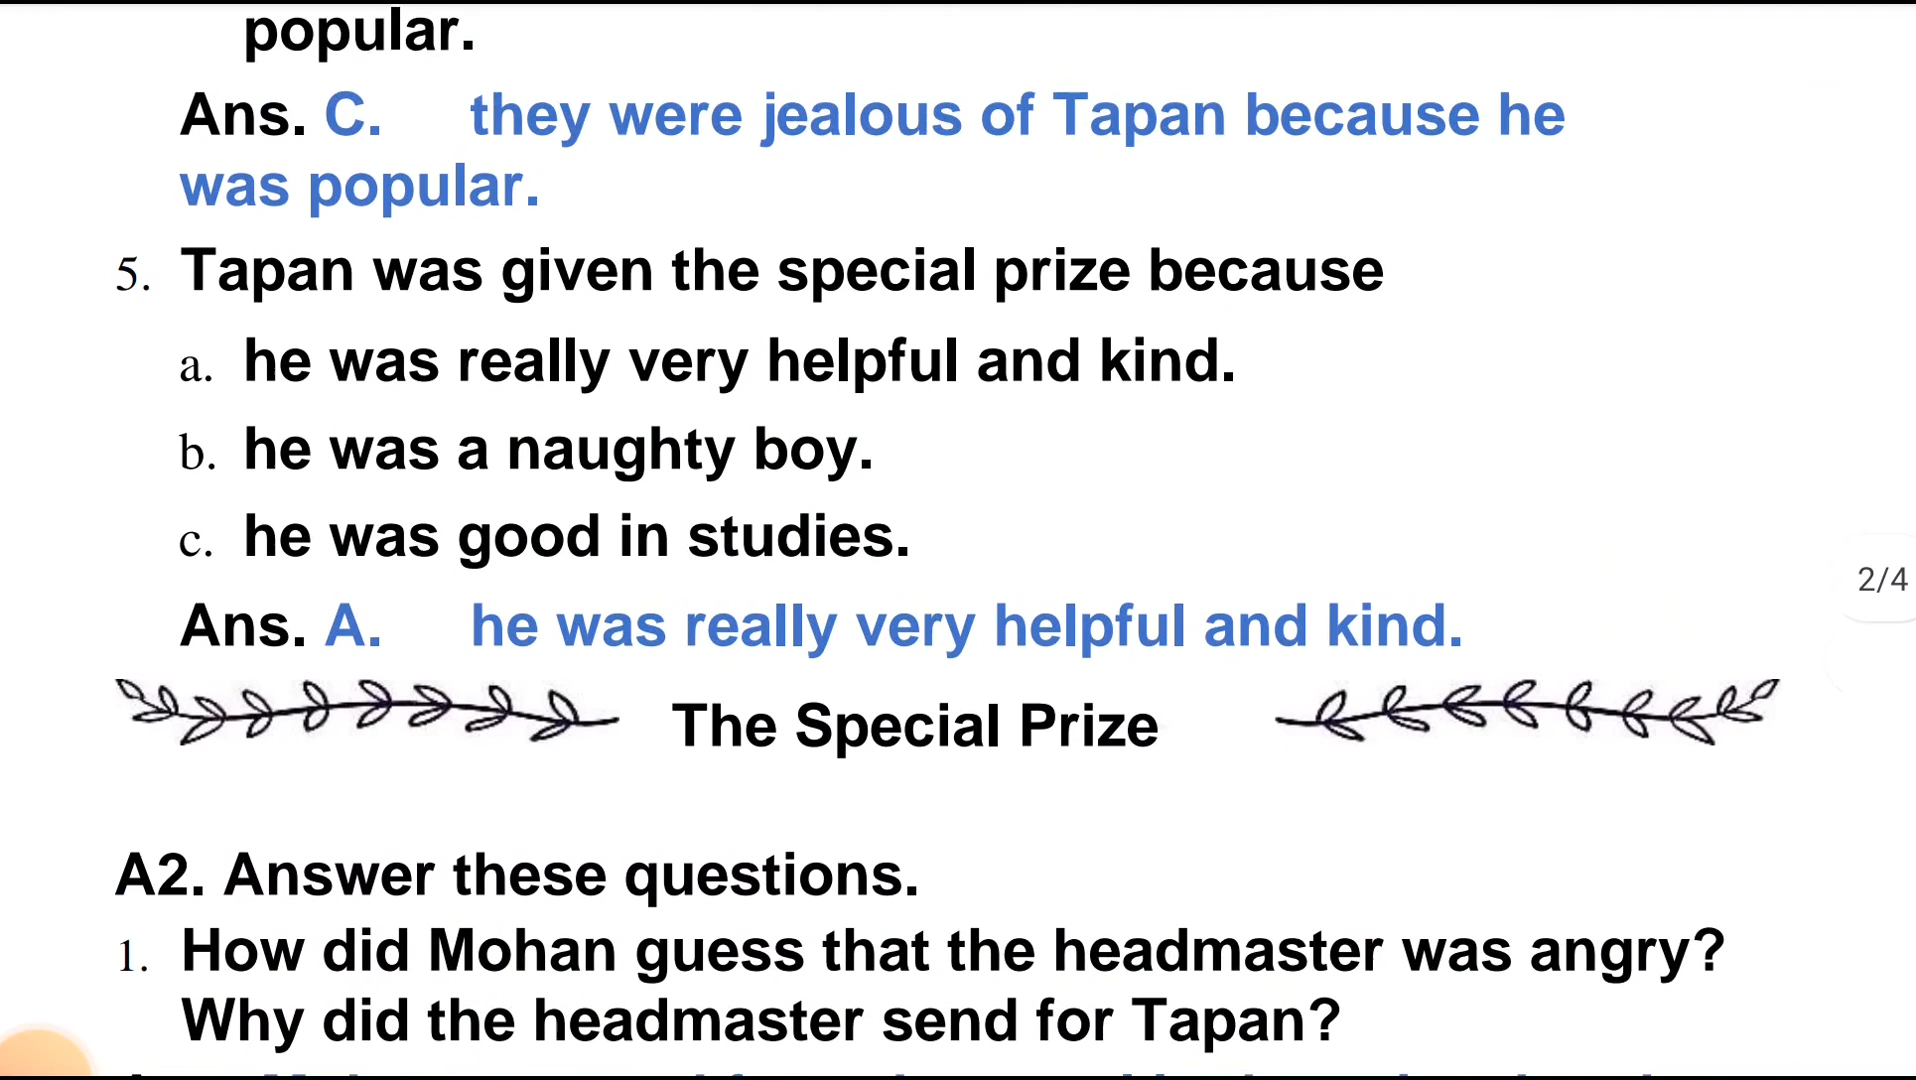 popular.
Ans. C. they were jealous of Tapan because he
was popular.
5. Tapan was given the special prize because
a. he was really very helpful and kind.
b. he was a naughty boy.
c. he was good in studies.
2/4
Ans. A. he was really very helpful and kind.
The Special Prize
A2. Answer these questions.
1. How did Mohan guess that the headmaster was angry?
Why did the headmaster send for Tapan?